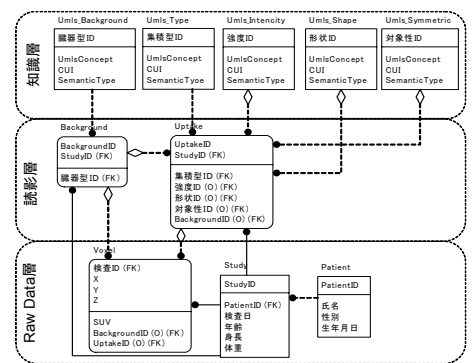 知識層
Umls_Background
臓器型ID
UmlsConcept
CUI
SemanticType
Umls_Type
集積型ID
UmlsConcept
CUI
SemanticTyoe
Umls_Intencity
強度ID
UmlsConcept
CUI
SemanticType
Umls_Shape
形状ID
UmlsConcept
CUI
SemanticType
Umls_Symmetric
対象性ID
UmlsConcept
CUI
SemanticType
読影層
Background
BackgroundID
StudyID (FK)
臓器型ID (FK)
Uptake
UptakeID
StudyID (FK)
集積型ID (FK)
強度ID (O) (FK)
形状ID (O) (FK)
対象性ID (O) (FK)
BackgroundID (O) (FK)
Raw Data層
Voxel
検査ID (FK)
X
Y
Z
SUV
BackgroundID (O) (FK)
UptakeID (O) (FK)
Study
StudyID
PatientID (FK)
検査日
年齢
身長
体重
Patient
PatientID
氏名
性別
生年月日